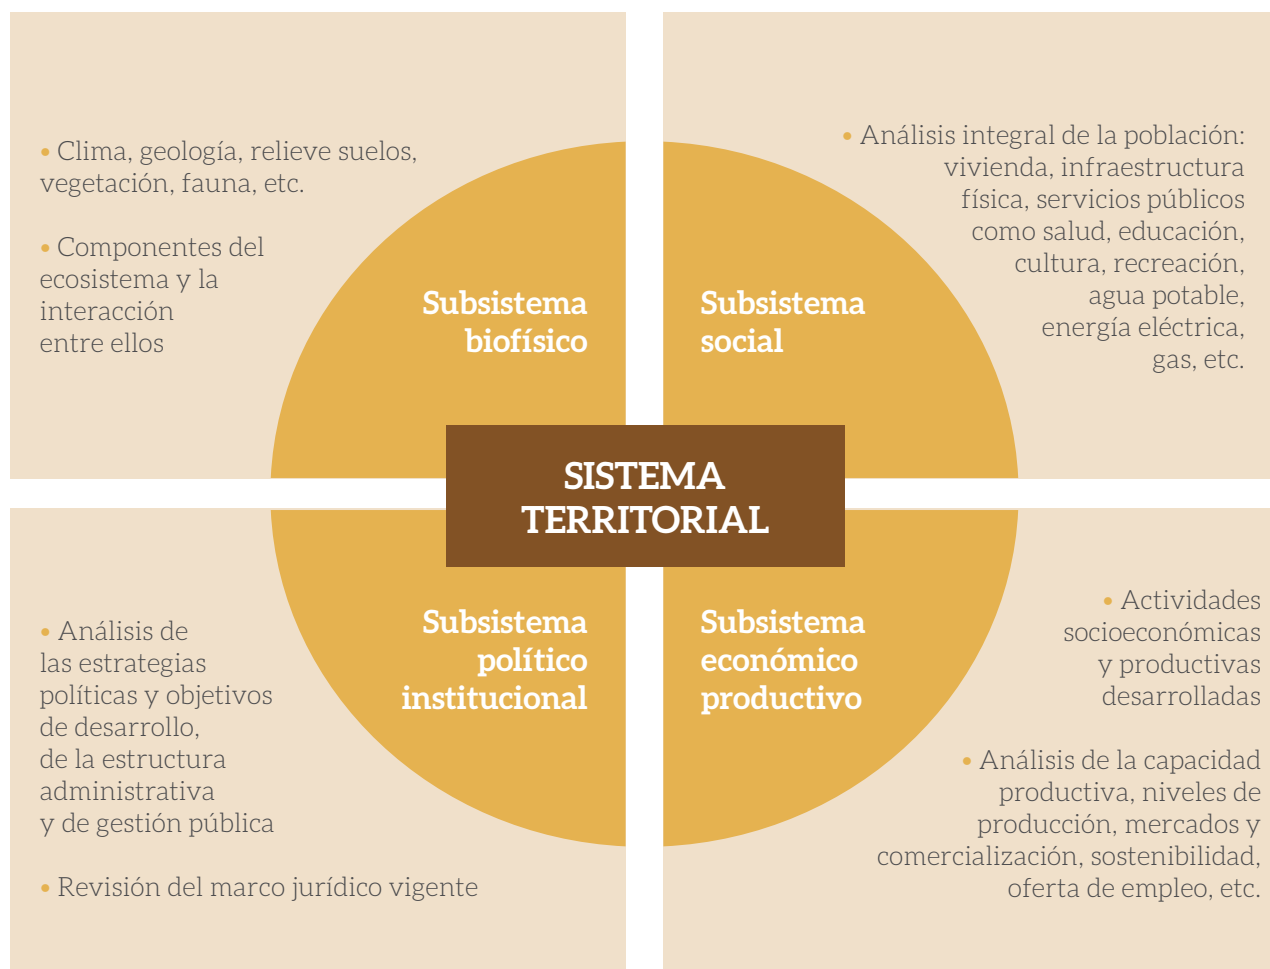 • Clima, geología, relieve suelos,
vegetación, fauna, etc.
• Componentes del
ecosistema y la
interacción
entre ellos
Subsistema
biofísico
Subsistema
social
• Análisis integral de la población:
vivienda, infraestructura
física, servicios públicos
como salud, educación,
cultura, recreación,
agua potable,
energía eléctrica,
gas, etc.
SISTEMA
TERRITORIAL
• Análisis de
las estrategias
políticas y objetivos
de desarrollo,
de la estructura
administrativa
y de gestión pública
• Revisión del marco jurídico vigente
Subsistema
político
institucional
Subsistema
económico
productivo
• Actividades
socioeconómicas
y productivas
desarrolladas
• Análisis de la capacidad
productiva, niveles de
producción, mercados y
comercialización, sostenibilidad,
oferta de empleo, etc.